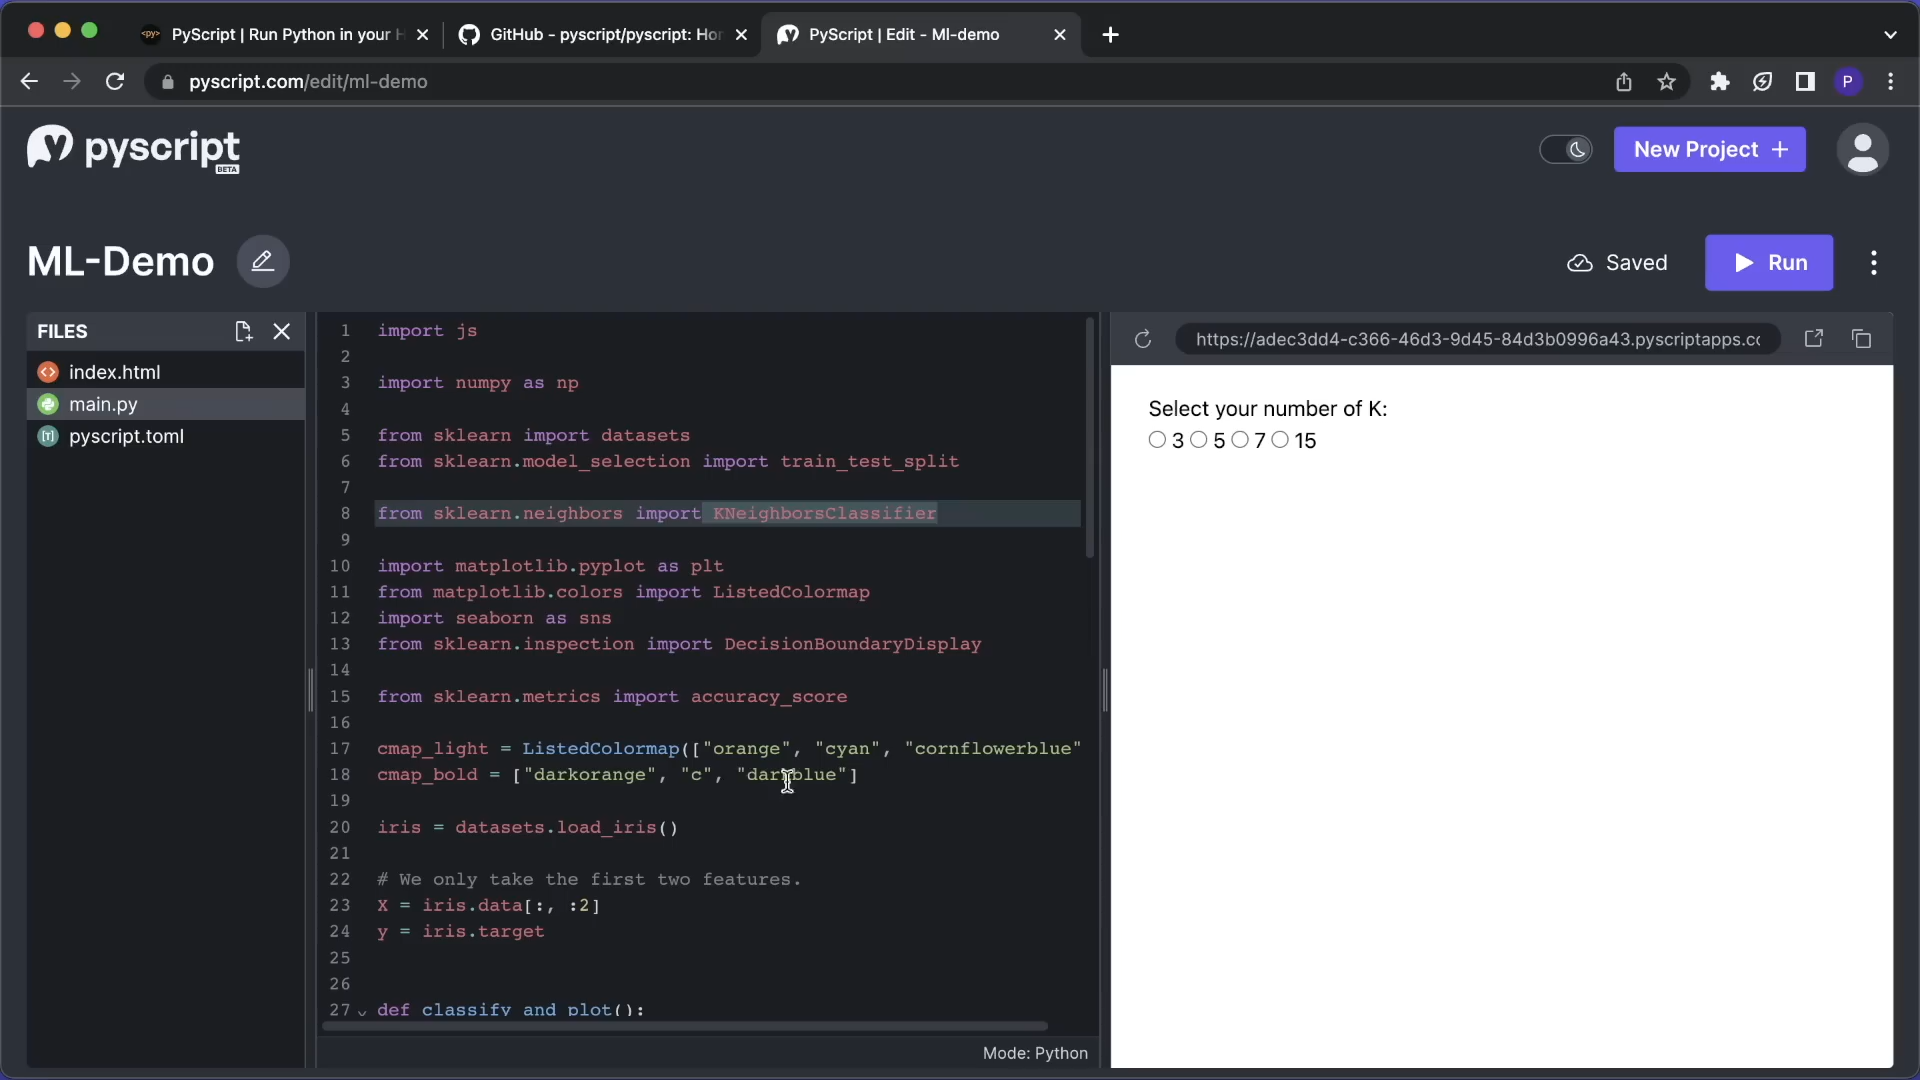 PyScript | Run Python in your H
GitHub - pyscript/pyscript: Hor
PyScript | Edit - Ml-demo
pyscript.com/edit/ml-demo
P
pyscript
BETA
New Project +
ML-Demo
Saved
Run
FILES
index.html
main.py
pyscript.toml
1 import js
2
3 import numpy as np
4
5 from sklearn import datasets
6 from sklearn.model_selection import train_test_split
7
8 from sklearn.neighbors import KNeighborsClassifier
9
10 import matplotlib.pyplot as plt
11 from matplotlib.colors import ListedColormap
12 import seaborn as sns
13 from sklearn.inspection import DecisionBoundaryDisplay
14
15 from sklearn.metrics import accuracy_score
16
17 cmap_light = ListedColormap(["orange", "cyan", "cornflowerblue"
18 cmap_bold = ["darkorange", "c", "darkblue"]
19
20 iris = datasets.load_iris()
21
22 # We only take the first two features.
23 X = iris.data[:, :2]
24 y = iris.target
25
26
27 def classify_and_plot():
Mode: Python
https://adec3dd4-c366-46d3-9d45-84d3b0996a43.pyscriptapps.cc
Select your number of K:
3 5 7 15